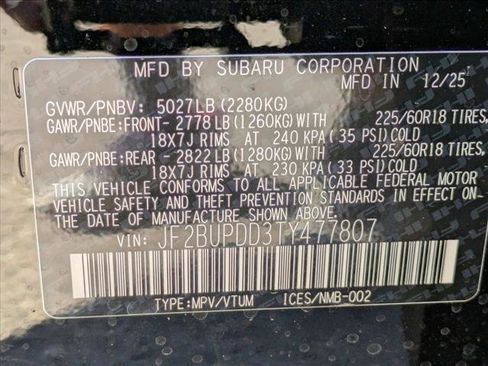 MFD BY SUBARU CORPORATION
MFD IN 12/25
GVWR/PNBV: 5027LB (2280KG)
GAWR/PNBE:FRONT- 2778LB (1260KG)WITH 225/60R18 TIRES,
18X7J RIMS AT 240 KPA (35 PSI)COLD
GAWR/PNBE:REAR - 2822LB (1280KG)WITH 225/60R18 TIRES,
18X7J RIMS AT 230 KPA (33 PSI)COLD
THIS VEHICLE CONFORMS TO ALL APPLICABLE FEDERAL MOTOR
VEHICLE SAFETY AND THEFT PREVENTION STANDARDS IN EFFECT ON-
THE DATE OF MANUFACTURE SHOWN ABOVE.
VIN: JF2BUPDD3TY477807
TYPE:MPV/VTUM ICES/NMB-002